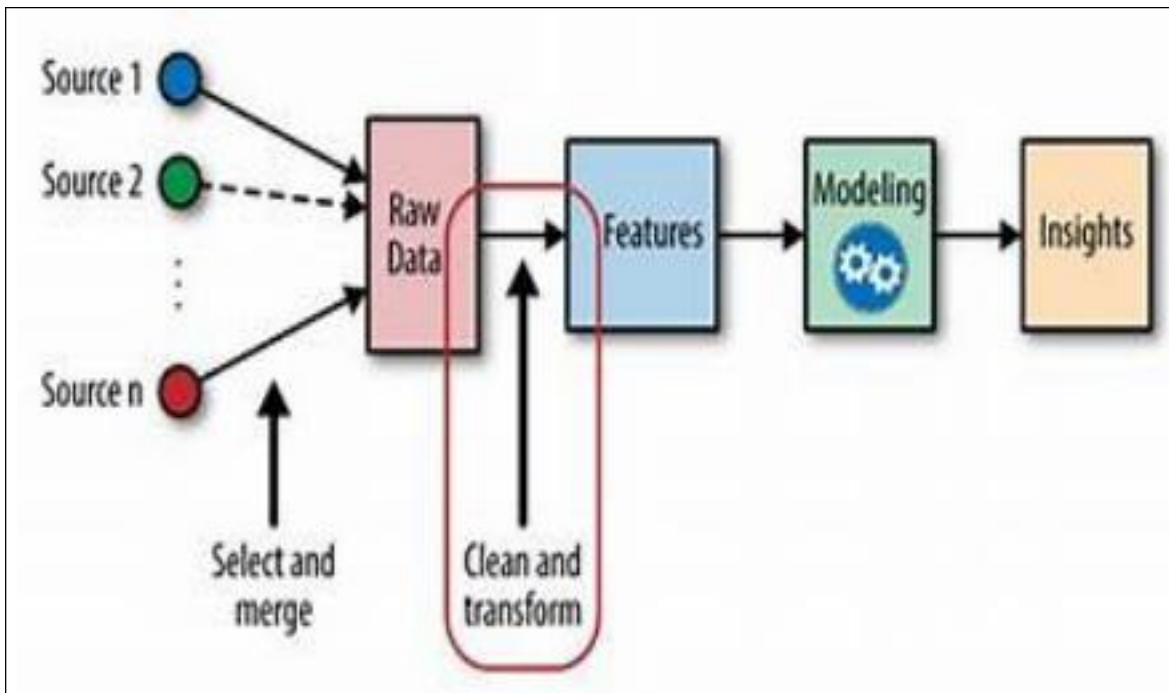 Source 1
Source 2
Source n
Select and
merge
Raw
Data
Clean and
transform
Features
Modeling
Insights